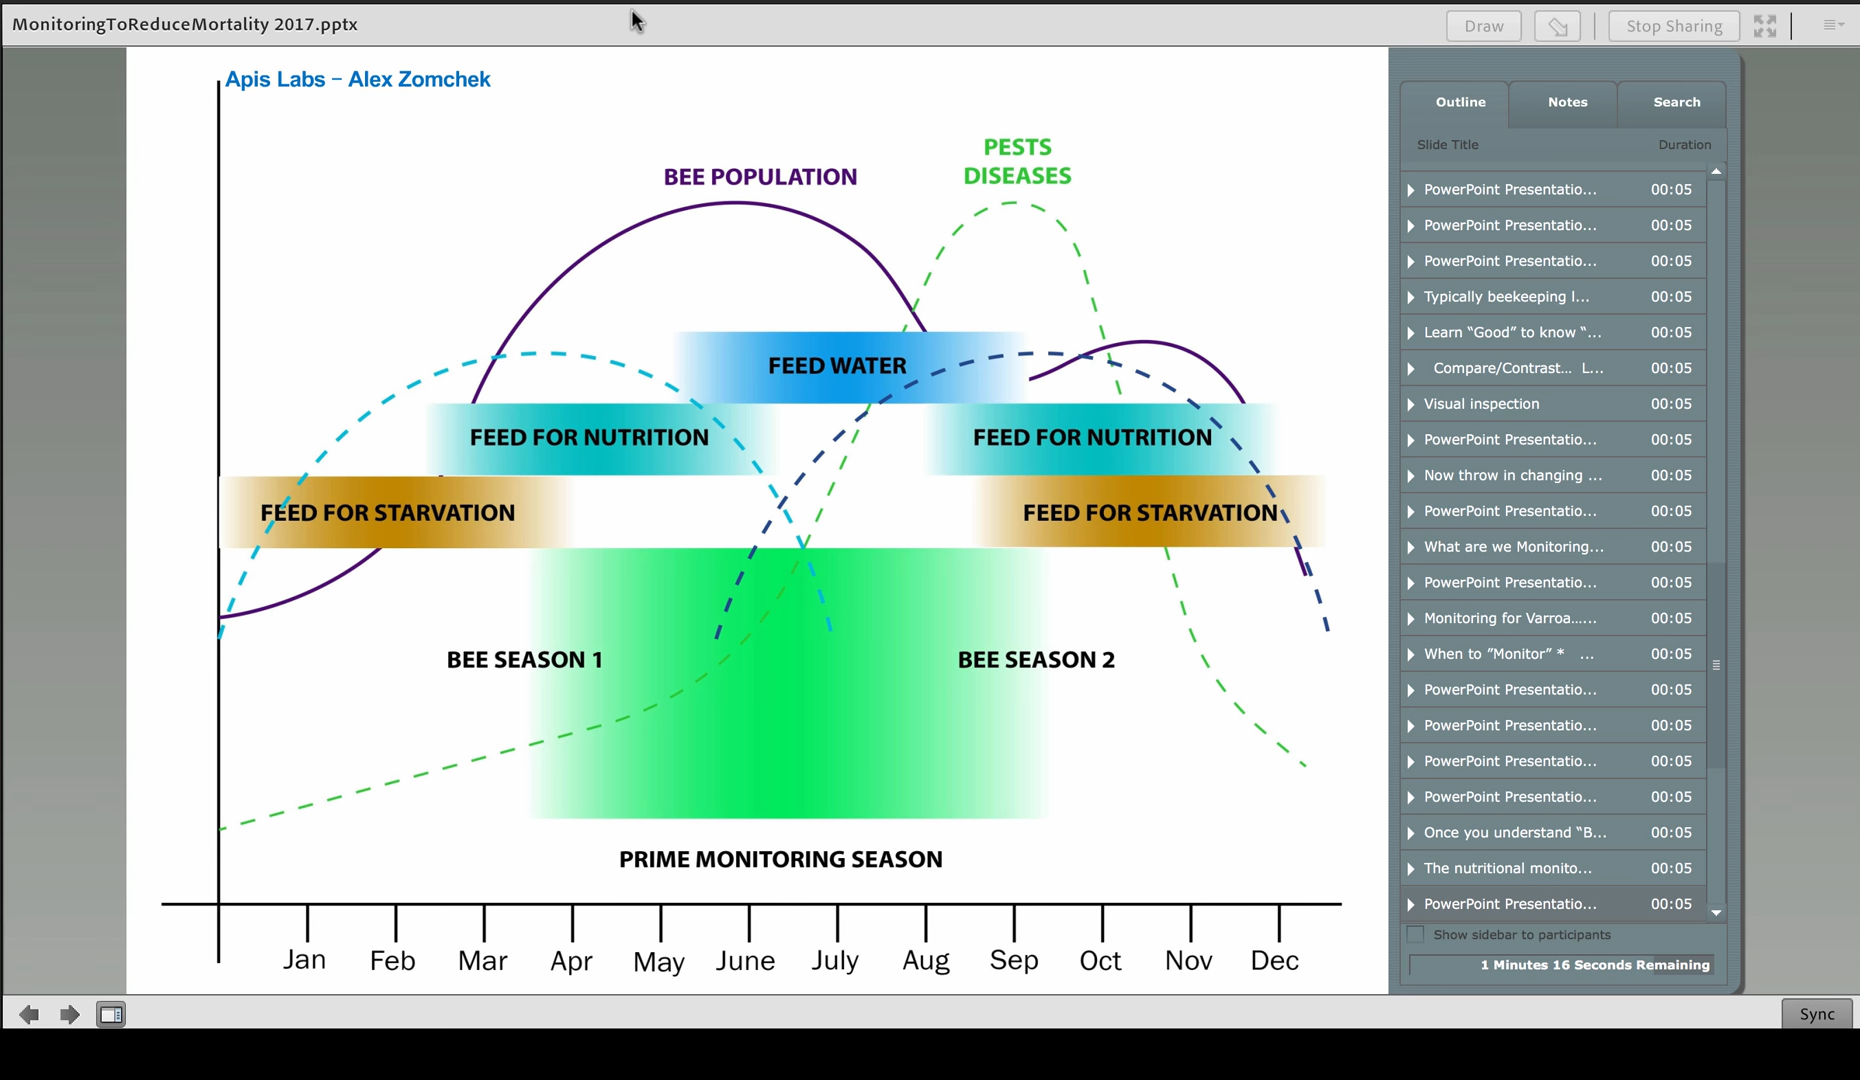 MonitoringToReduceMortality 2017.pptx
Draw
Stop Sharing
Apis Labs – Alex Zomchek
BEE POPULATION
PESTS
DISEASES
FEED WATER
FEED FOR NUTRITION
FEED FOR NUTRITION
FEED FOR STARVATION
FEED FOR STARVATION
BEE SEASON 1
BEE SEASON 2
PRIME MONITORING SEASON
Jan Feb Mar Apr May June July Aug Sep Oct Nov Dec
Outline Notes Search
Slide Title Duration
PowerPoint Presentatio... 00:05
PowerPoint Presentatio... 00:05
PowerPoint Presentatio... 00:05
Typically beekeeping l... 00:05
Learn “Good” to know “... 00:05
Compare/Contrast... L... 00:05
Visual inspection 00:05
PowerPoint Presentatio... 00:05
Now throw in changing ... 00:05
PowerPoint Presentatio... 00:05
What are we Monitoring... 00:05
PowerPoint Presentatio... 00:05
Monitoring for Varroa...... 00:05
When to ”Monitor” * ... 00:05
PowerPoint Presentatio... 00:05
PowerPoint Presentatio... 00:05
PowerPoint Presentatio... 00:05
PowerPoint Presentatio... 00:05
Once you understand “B... 00:05
The nutritional monito... 00:05
PowerPoint Presentatio... 00:05
Show sidebar to participants
1 Minutes 16 Seconds Remaining
Sync